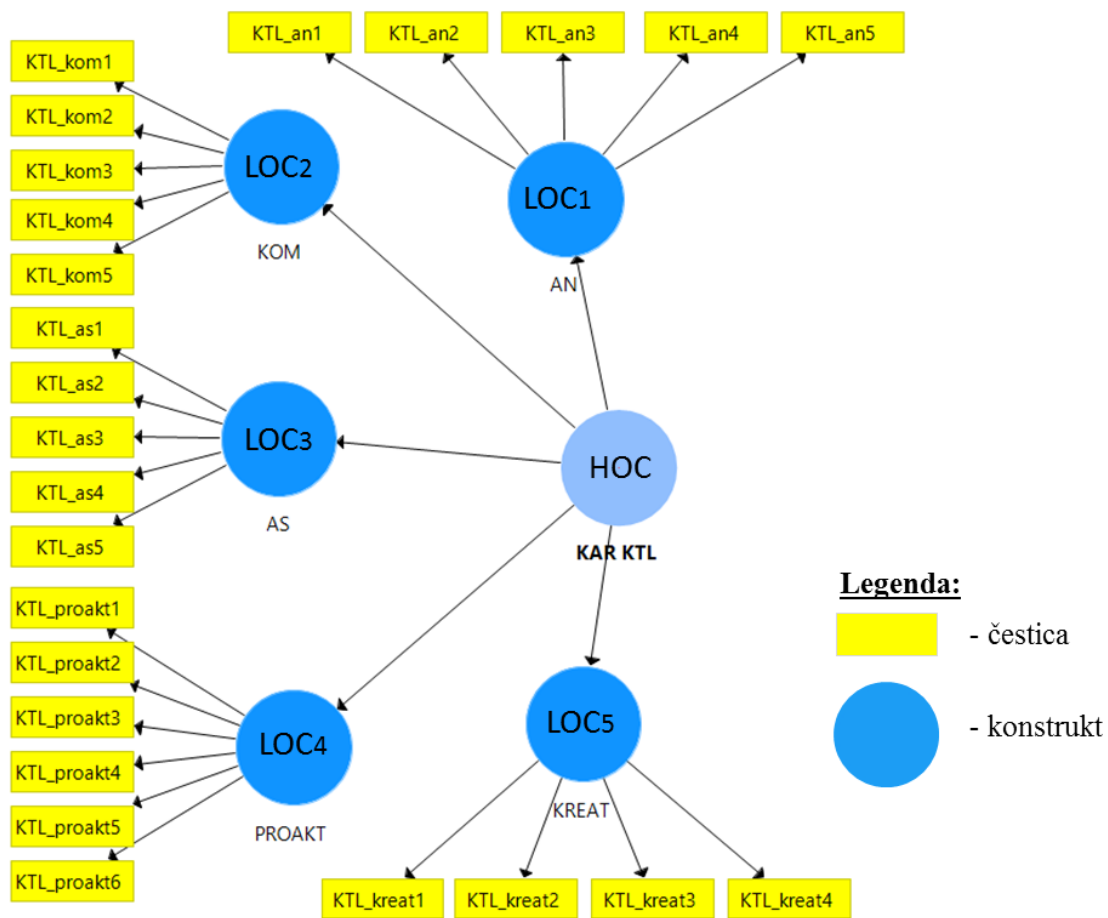 KTL_an1
KTL_an2
KTL_an3
KTL_an4
KTL_an5
KTL_kom1
KTL_kom2
KTL_kom3
KTL_kom4
KTL_kom5
LOC2
KOM
LOC1
AN
KTL_as1
KTL_as2
KTL_as3
KTL_as4
KTL_as5
LOC3
AS
HOC
KAR KTL
KTL_proakt1
KTL_proakt2
KTL_proakt3
KTL_proakt4
KTL_proakt5
KTL_proakt6
LOC4
PROAKT
LOC5
KREAT
KTL_kreat1
KTL_kreat2
KTL_kreat3
KTL_kreat4
Legenda:
- čestica
- konstrukt